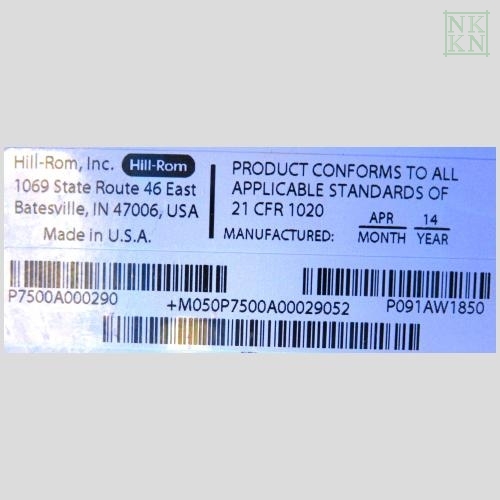 NK
KN
Hill-Rom, Inc. Hill-Rom
1069 State Route 46 East
Batesville, IN 47006, USA
Made in U.S.A.
PRODUCT CONFORMS TO ALL
APPLICABLE STANDARDS OF
21 CFR 1020
APR 14
MANUFACTURED: MONTH YEAR
P7500A000290
+M050P7500A00029052
P091AW1850